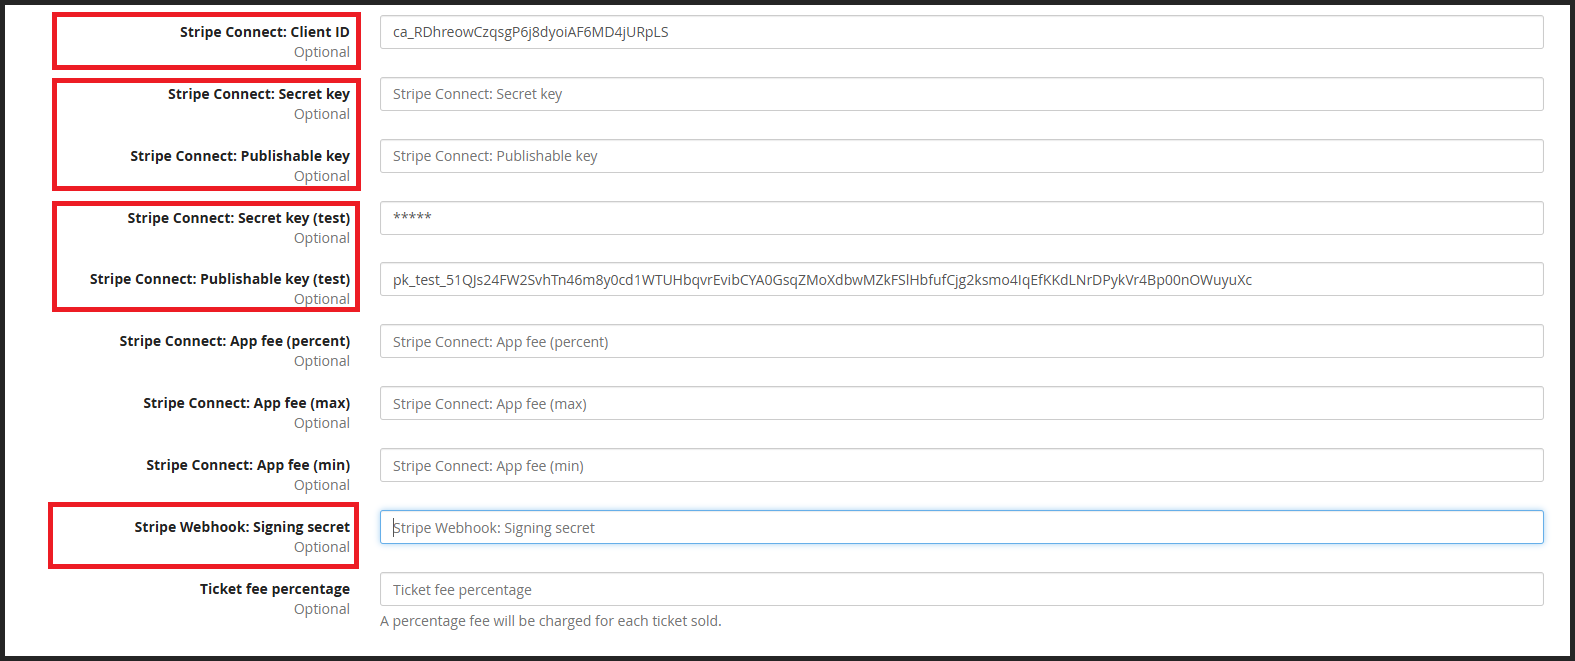 Stripe Connect: Client ID
Optional
ca_RDhreowCzqsgP6j8dyoiAF6MD4jURpLS
Stripe Connect: Secret key
Optional
Stripe Connect: Secret key
Stripe Connect: Publishable key
Optional
Stripe Connect: Publishable key
Stripe Connect: Secret key (test)
Optional
*****
Stripe Connect: Publishable key (test)
Optional
pk_test_51QJs24FW2SvhTn46m8y0cd1WTUHbqvrEvibCYA0GsqZMoXdbwMZkFSlHbfufCjg2ksmo4IqEfKKdLNrDPykVr4Bp00nOWuyuXc
Stripe Connect: App fee (percent)
Optional
Stripe Connect: App fee (percent)
Stripe Connect: App fee (max)
Optional
Stripe Connect: App fee (max)
Stripe Connect: App fee (min)
Optional
Stripe Connect: App fee (min)
Stripe Webhook: Signing secret
Optional
Stripe Webhook: Signing secret
Ticket fee percentage
Optional
Ticket fee percentage
A percentage fee will be charged for each ticket sold.